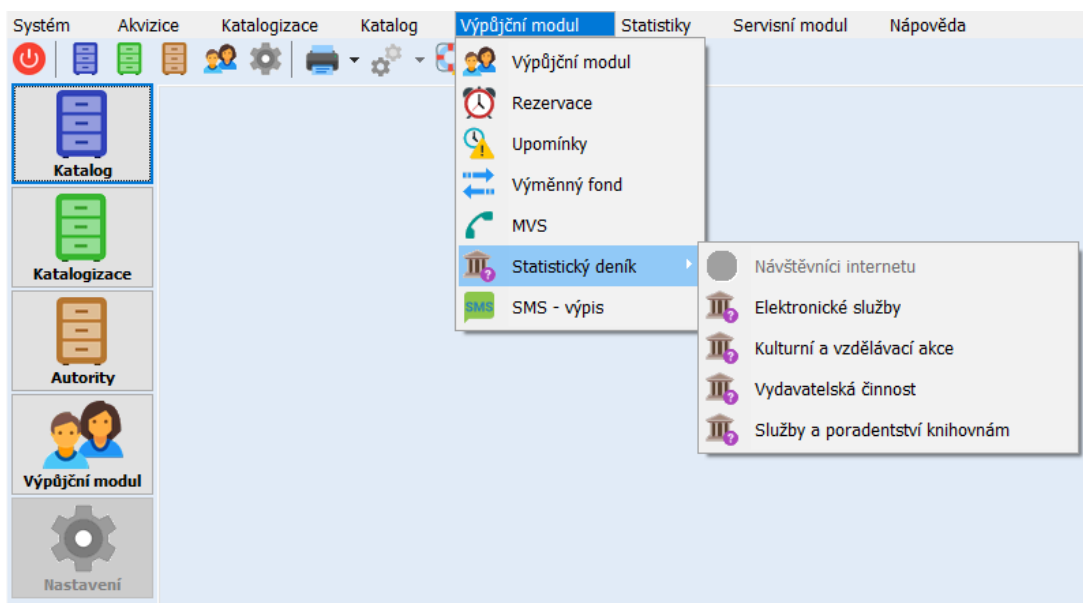 Systém Akvizice Katalogizace Katalog Výpůjční modul Statistiky Servisní modul Nápověda
Výpůjční modul
Rezervace
Upomínky
Výměnný fond
MVS
Statistický deník
SMS SMS - výpis
Návštěvníci internetu
Elektronické služby
Kulturní a vzdělávací akce
Vydavatelská činnost
Služby a poradentství knihovnám
Katalog
Katalogizace
Autority
Výpůjční modul
Nastavení